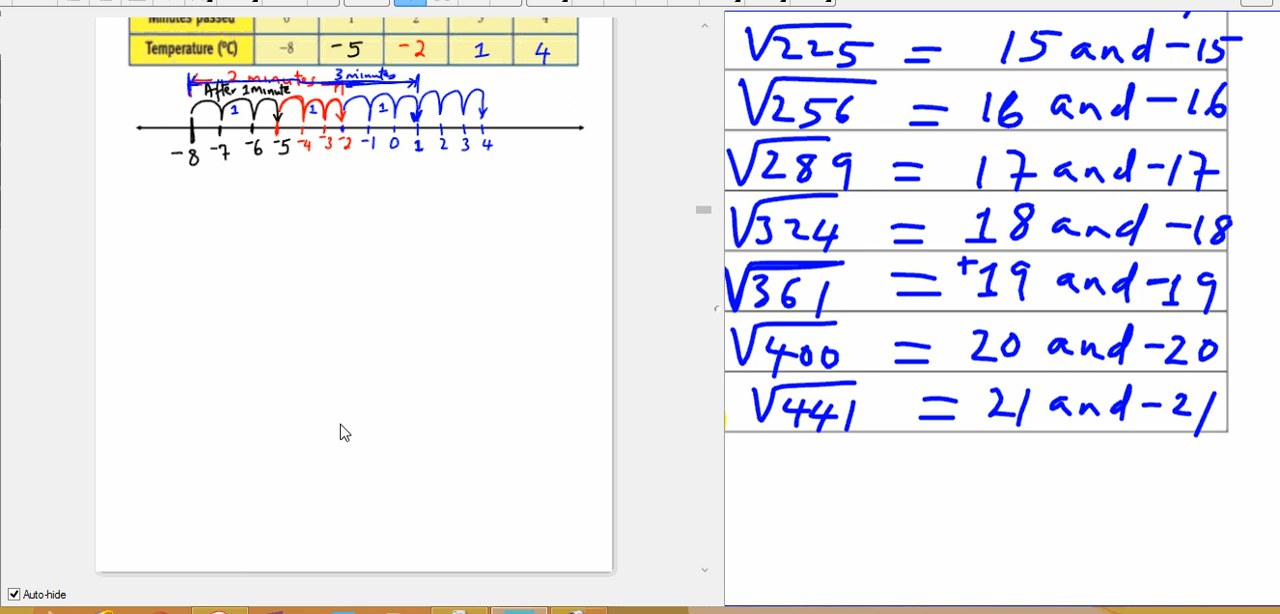 Minutes passed 0 1 2 3 4
Temperature (°C) -8 -5 -2 1 4
2 minutes 3 minutes
After 1 minute
1 1 1
-8 -7 -6 -5 -4 -3 -2 -1 0 1 2 3 4
√225 = 15 and -15
√256 = 16 and -16
√289 = 17 and -17
√324 = 18 and -18
√361 = +19 and -19
√400 = 20 and -20
√441 = 21 and -21
Auto-hide